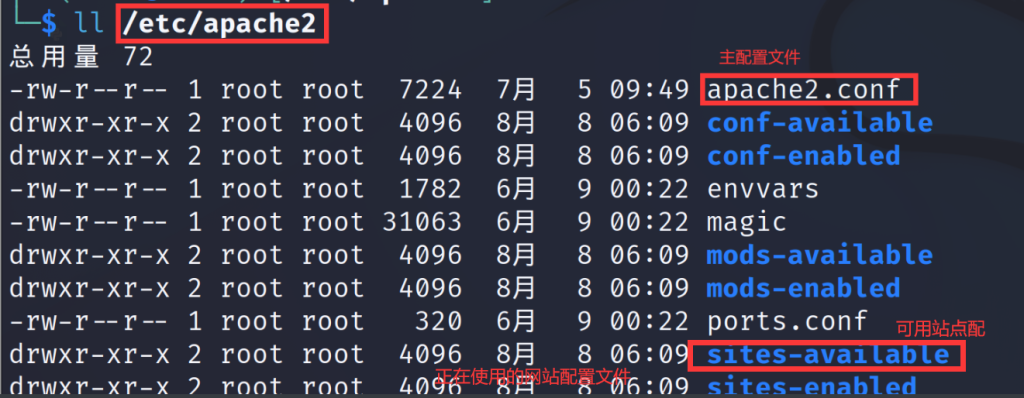 └─$ ll /etc/apache2
总用量 72
主配置文件
-rw-r--r-- 1 root root  7224  7月   5 09:49 apache2.conf
drwxr-xr-x 2 root root  4096  8月   8 06:09 conf-available
drwxr-xr-x 2 root root  4096  8月   8 06:09 conf-enabled
-rw-r--r-- 1 root root  1782  6月   9 00:22 envvars
-rw-r--r-- 1 root root 31063  6月   9 00:22 magic
drwxr-xr-x 2 root root  4096  8月   8 06:09 mods-available
drwxr-xr-x 2 root root  4096  8月   8 06:09 mods-enabled
-rw-r--r-- 1 root root   320  6月   9 00:22 ports.conf
可用站点配
drwxr-xr-x 2 root root  4096  8月   8 06:09 sites-available
正在使用的网站配置文件
drwxr-xr-x 2 root root  4096  8月   8 06:09 sites-enabled